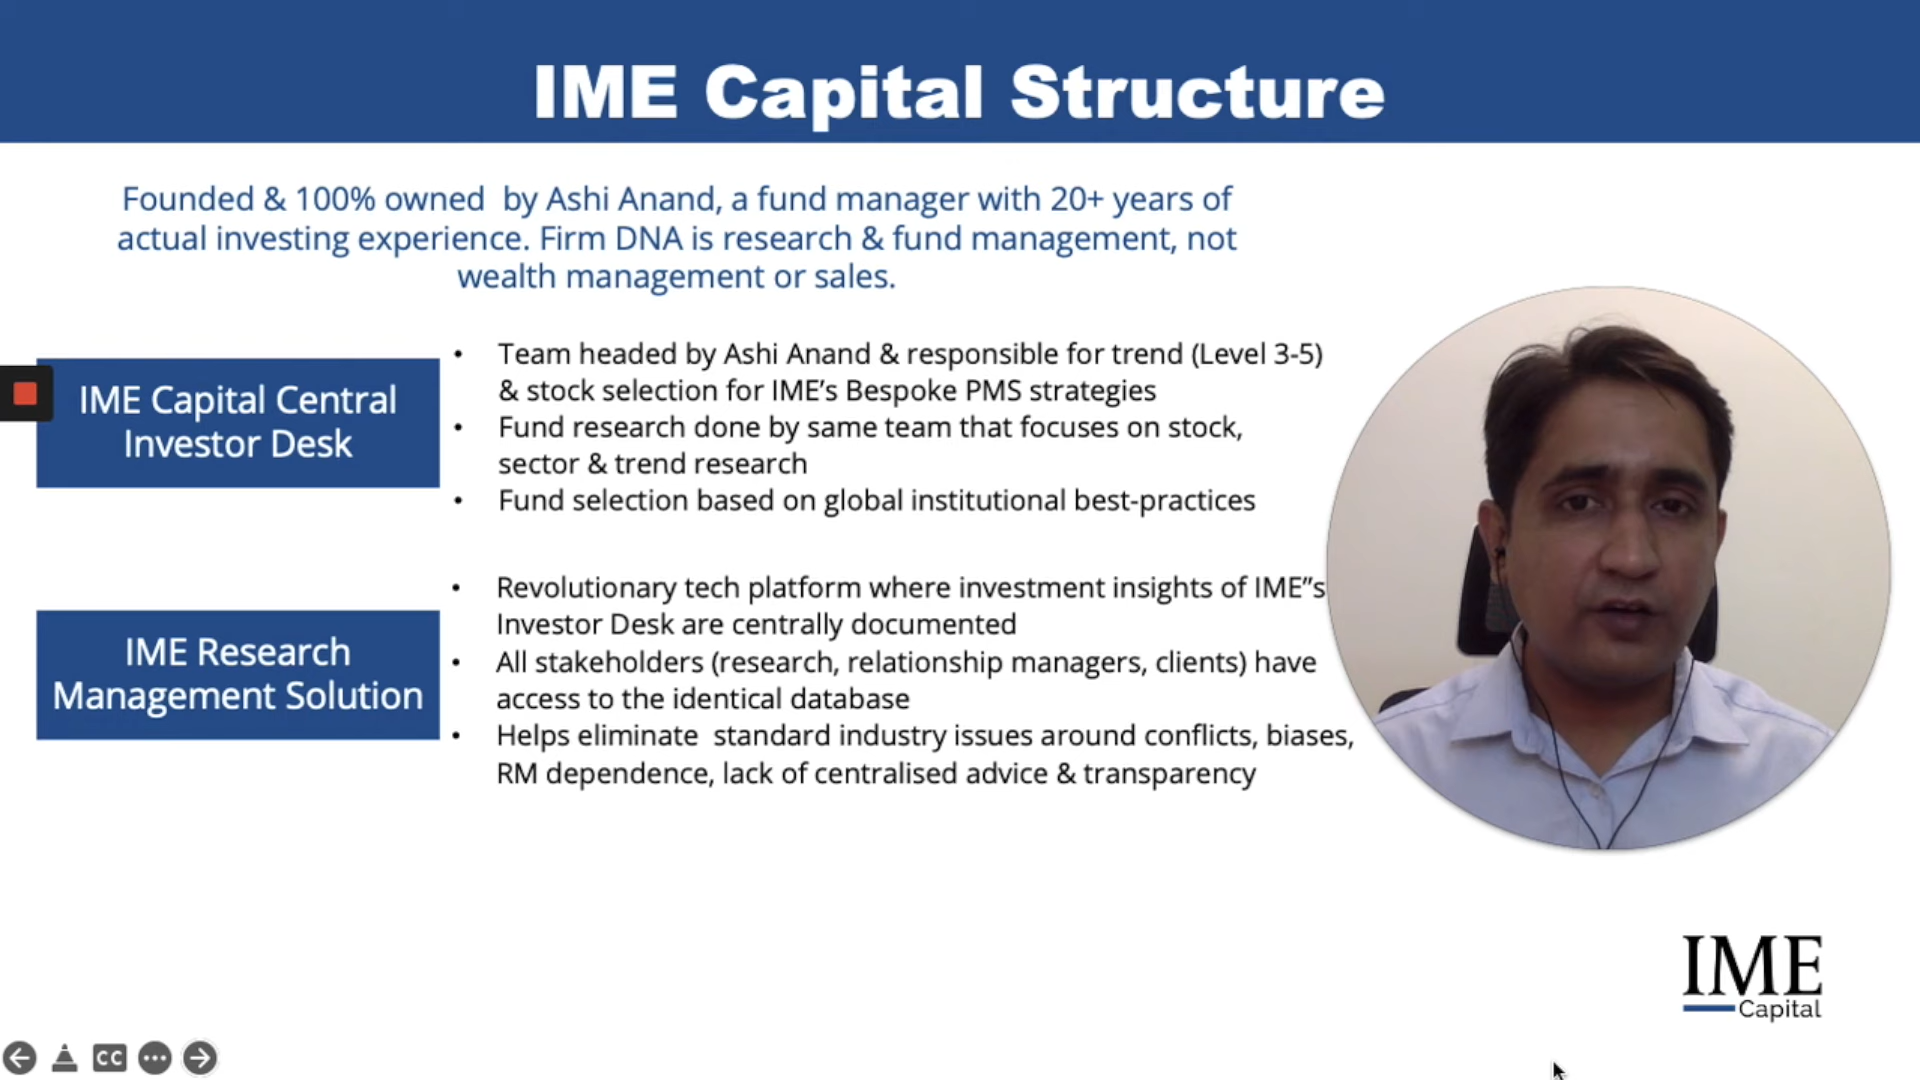 IME Capital Structure
Founded & 100% owned by Ashi Anand, a fund manager with 20+ years of
actual investing experience. Firm DNA is research & fund management, not
wealth management or sales.
IME Capital Central
Investor Desk
• Team headed by Ashi Anand & responsible for trend (Level 3-5)
& stock selection for IME’s Bespoke PMS strategies
• Fund research done by same team that focuses on stock,
sector & trend research
• Fund selection based on global institutional best-practices
IME Research
Management Solution
• Revolutionary tech platform where investment insights of IME”s
Investor Desk are centrally documented
• All stakeholders (research, relationship managers, clients) have
access to the identical database
• Helps eliminate standard industry issues around conflicts, biases,
RM dependence, lack of centralised advice & transparency
IME
Capital
CC